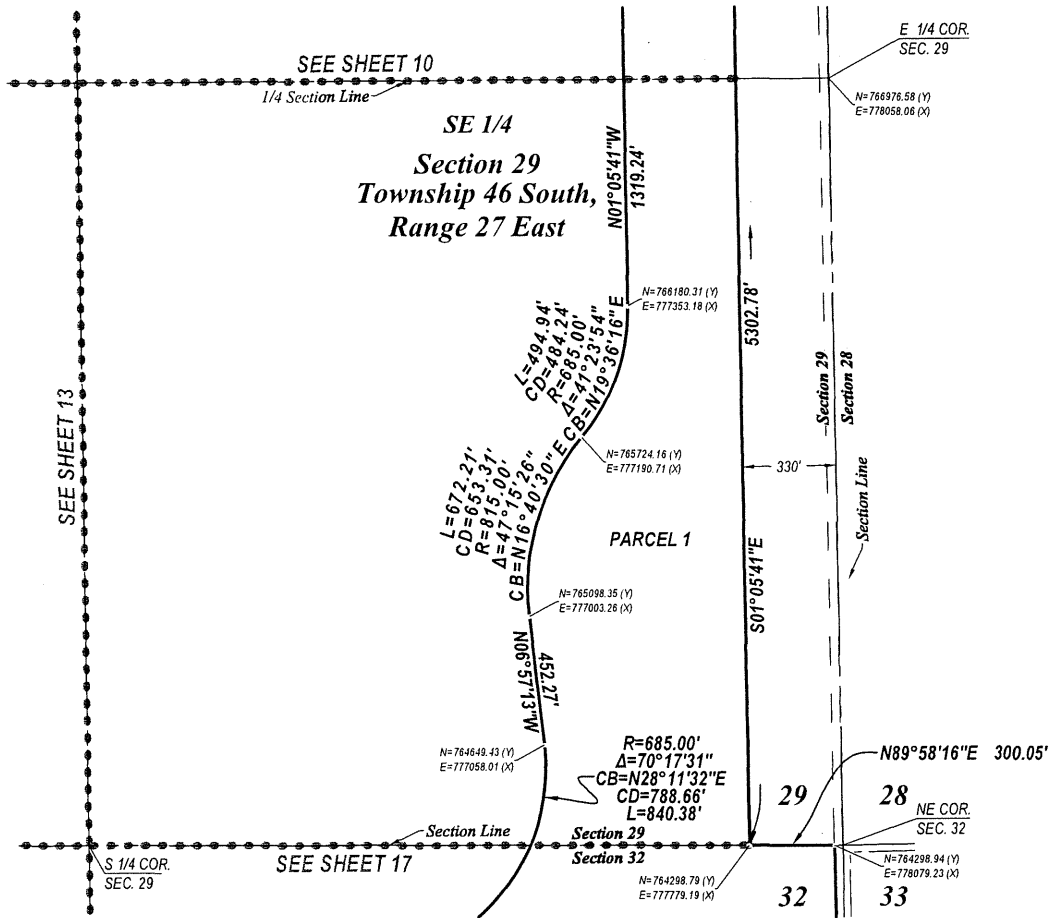 E 1/4 COR.
SEC. 29
SEE SHEET 10
1/4 Section Line
N=766976.58 (Y)
E=778058.06 (X)
SE 1/4
Section 29
Township 46 South,
Range 27 East
N01°05'41"W
1319.24'
N=766180.31 (Y)
E=777353.18 (X)
5302.78'
L=494.94'
CD=484.24'
R=685.00'
Δ=41°23'54"
CB=N19°36'16"E
Section 29
Section 28
SEE SHEET 13
N=765724.16 (Y)
E=777190.71 (X)
330'
Section Line
L=672.21'
CD=653.31'
R=815.00'
Δ=47°15'26"
CB=N16°40'30"E
PARCEL 1
S01°05'41"E
N=765098.35 (Y)
E=777003.26 (X)
452.27'
N06°57'13"W
N=764649.43 (Y)
E=777058.01 (X)
R=685.00'
Δ=70°17'31"
CB=N28°11'32"E
CD=788.66'
L=840.38'
N89°58'16"E 300.05'
29
28
NE COR.
SEC. 32
Section Line
Section 29
Section 32
S 1/4 COR.
SEC. 29
SEE SHEET 17
N=764298.79 (Y)
E=777779.19 (X)
N=764298.94 (Y)
E=778079.23 (X)
32
33